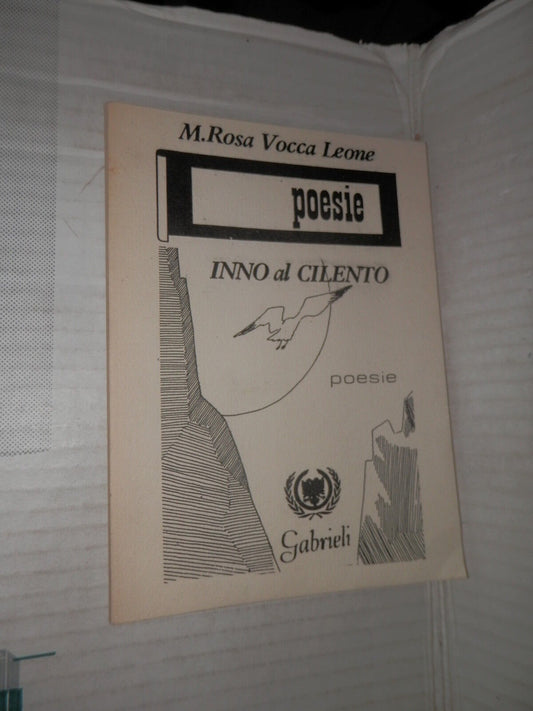 M.Rosa Vocca Leone
poesie
INNO al CILENTO
poesie
Gabrieli